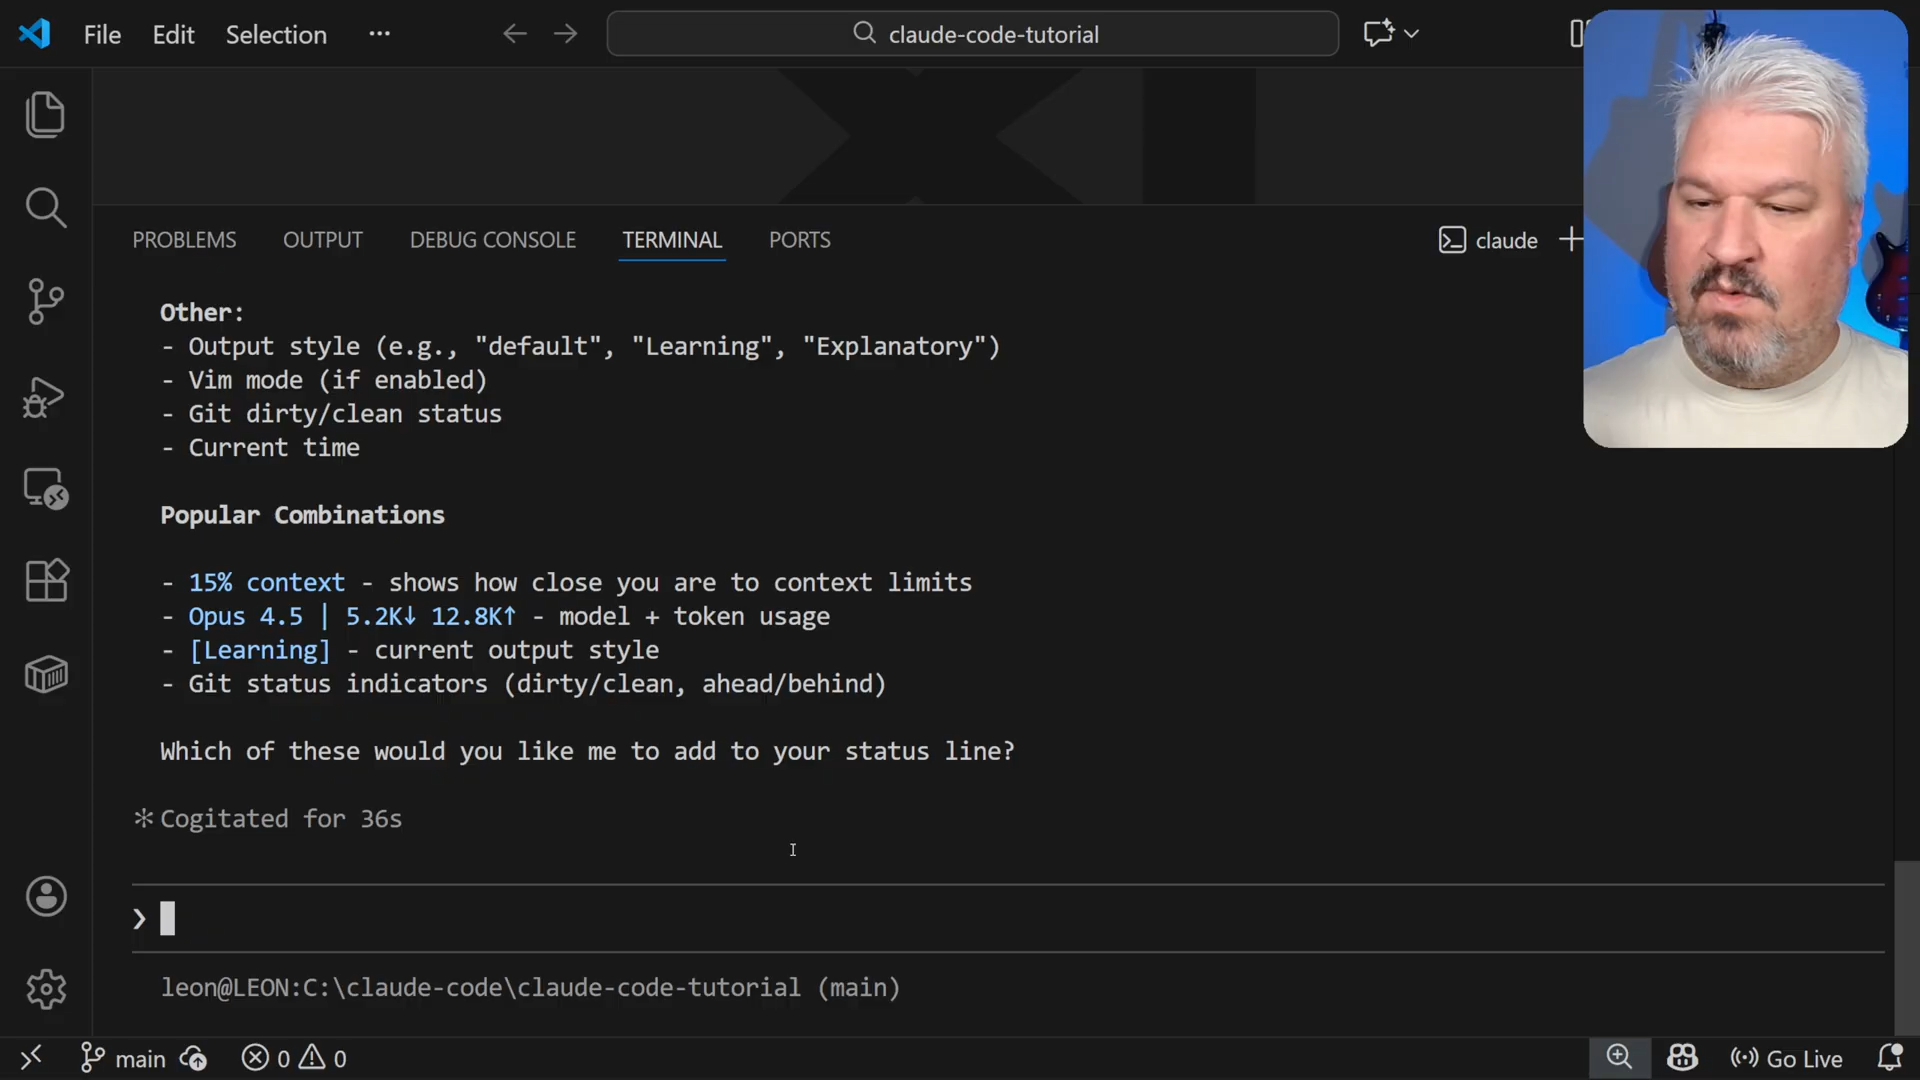 File Edit Selection ···
claude-code-tutorial
PROBLEMS OUTPUT DEBUG CONSOLE TERMINAL PORTS
claude
Other:
- Output style (e.g., "default", "Learning", "Explanatory")
- Vim mode (if enabled)
- Git dirty/clean status
- Current time
Popular Combinations
- 15% context - shows how close you are to context limits
- Opus 4.5 | 5.2K↓ 12.8K↑ - model + token usage
- [Learning] - current output style
- Git status indicators (dirty/clean, ahead/behind)
Which of these would you like me to add to your status line?
✻ Cogitated for 36s
❯
leon@LEON:C:\claude-code\claude-code-tutorial (main)
main 0 0 Go Live